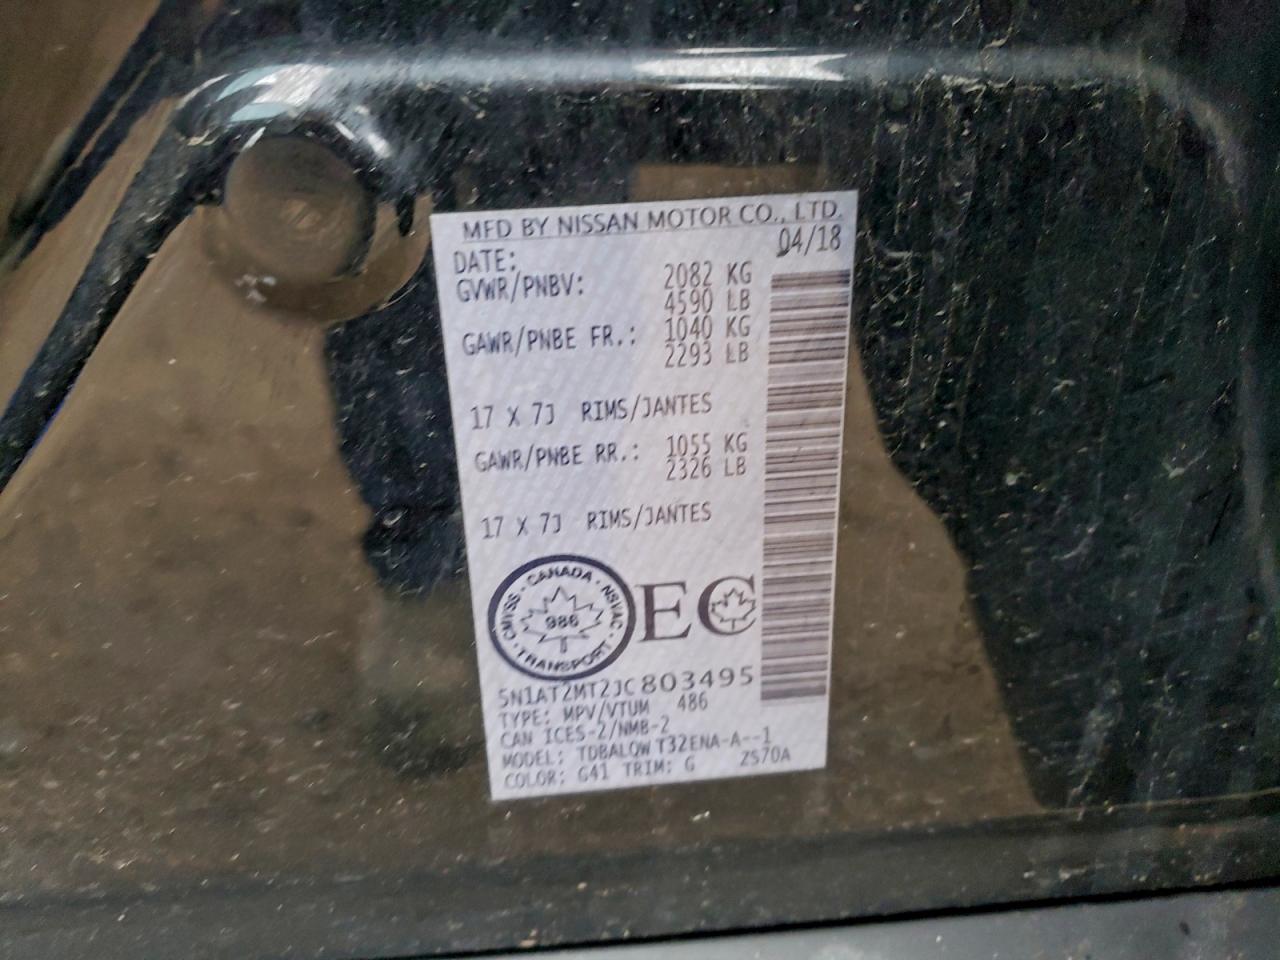 MFD BY NISSAN MOTOR CO., LTD.
DATE: 04/18
GVWR/PNBV: 2082 KG
4590 LB
GAWR/PNBE FR.: 1040 KG
2293 LB
17 X 7J RIMS/JANTES
GAWR/PNBE RR.: 1055 KG
2326 LB
17 X 7J RIMS/JANTES
CANADA · NSVAC · TRANSPORT · CMVSS ·
986
EC
5N1AT2MT2JC803495
TYPE: MPV/VTUM 486
CAN ICES-2/NMB-2
MODEL: TDBALOW T32ENA-A--1
COLOR: G41 TRIM: G ZS70A